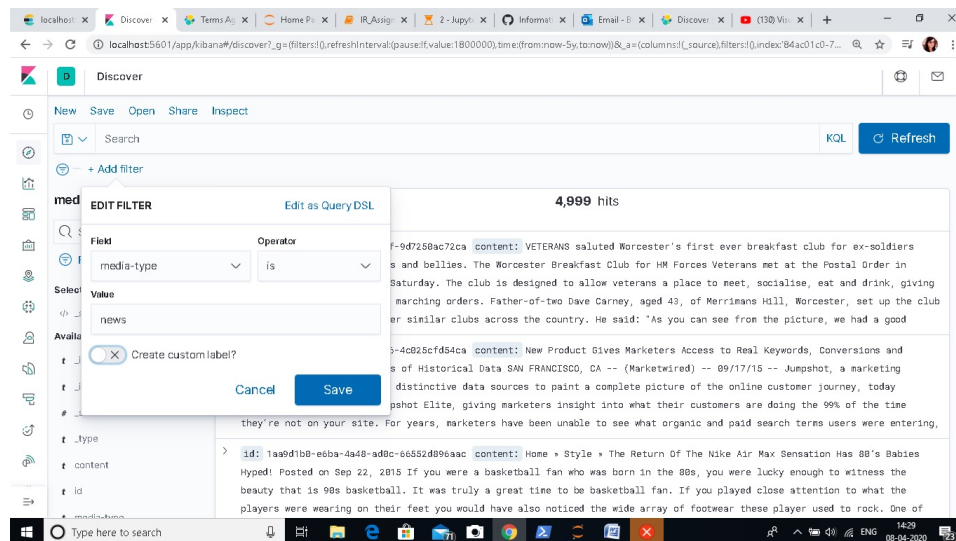 localhost: Discover Terms Ag Home Pa IR_Assign 2 - Jupyt Informati Email - B Discover (130) Visu
localhost:5601/app/kibana#/discover?_g=(filters:!(),refreshInterval:(pause:!f,value:1800000),time:(from:now-5y,to:now))&_a=(columns:!(_source),filters:!(),index:'84ac01c0-7...
D Discover
New Save Open Share Inspect
Search KQL Refresh
+ Add filter
med 4,999 hits
EDIT FILTER Edit as Query DSL
Field Operator
f-9d7258ac72ca content: VETERANS saluted Worcester's first ever breakfast club for ex-soldiers
media-type is
s and bellies. The Worcester Breakfast Club for HM Forces Veterans met at the Postal Order in
Saturday. The club is designed to allow veterans a place to meet, socialise, eat and drink, giving
Selec
Value
marching orders. Father-of-two Dave Carney, aged 43, of Merrimans Hill, Worcester, set up the club
news
er similar clubs across the country. He said: "As you can see from the picture, we had a good
Availa
Create custom label?
5-4c025cfd54ca content: New Product Gives Marketers Access to Real Keywords, Conversions and
s of Historical Data SAN FRANCISCO, CA -- (Marketwired) -- 09/17/15 -- Jumpshot, a marketing
Cancel Save
distinctive data sources to paint a complete picture of the online customer journey, today
pshot Elite, giving marketers insight into what their customers are doing the 99% of the time
they're not on your site. For years, marketers have been unable to see what organic and paid search terms users were entering,
t _type
id: 1aa9d1b0-e6ba-4a48-ad0c-66552d896aac content: Home » Style » The Return Of The Nike Air Max Sensation Has 80's Babies
t content
Hyped! Posted on Sep 22, 2015 If you were a basketball fan who was born in the 80s, you were lucky enough to witness the
t id
beauty that is 90s basketball. It was truly a great time to be basketball fan. If you played close attention to what the
t media-type
players were wearing on their feet you would have also noticed the wide array of footwear these player used to rock. One of
Type here to search 71 ENG 14:29
08-04-2020 23